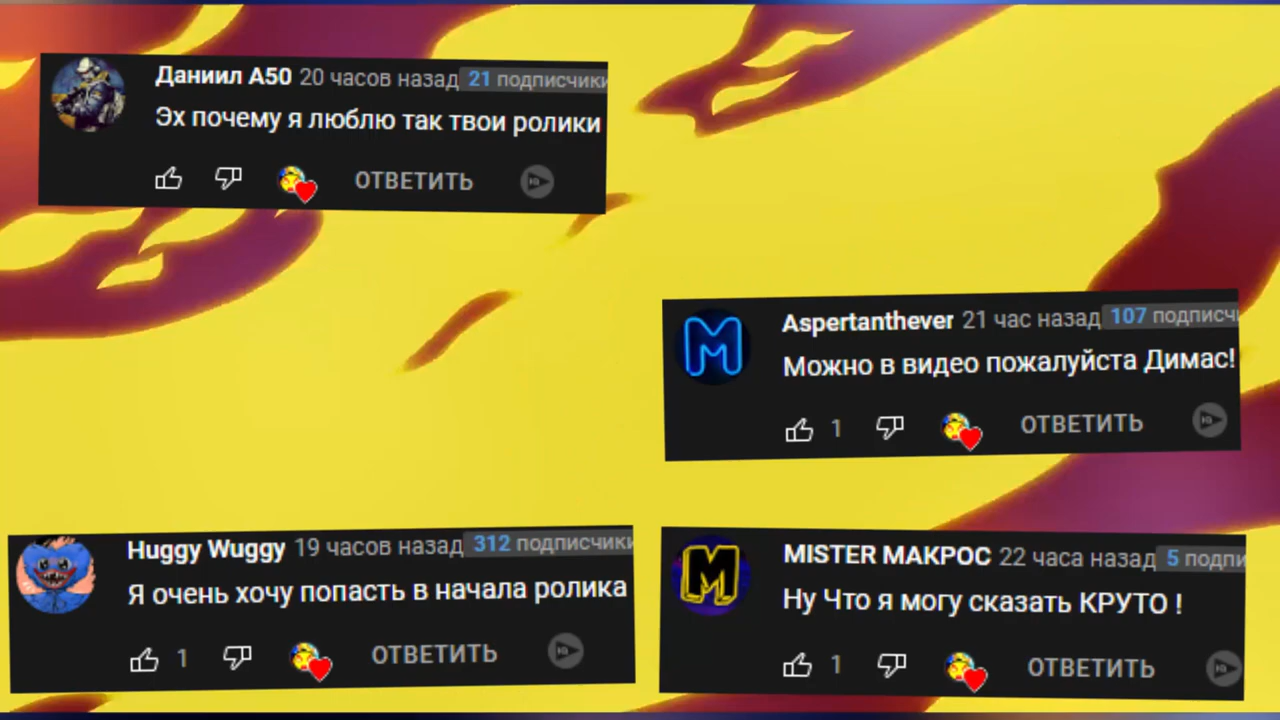 Даниил А50 20 часов назад 21 подписчики
Эх почему я люблю так твои ролики
ОТВЕТИТЬ
Aspertanthever 21 час назад 107 подписчи
Можно в видео пожалуйста Димас!
1 ОТВЕТИТЬ
Huggy Wuggy 19 часов назад 312 подписчики
Я очень хочу попасть в начала ролика
1 ОТВЕТИТЬ
MISTER МАКРОС 22 часа назад 5 подпи
Ну Что я могу сказать КРУТО !
1 ОТВЕТИТЬ